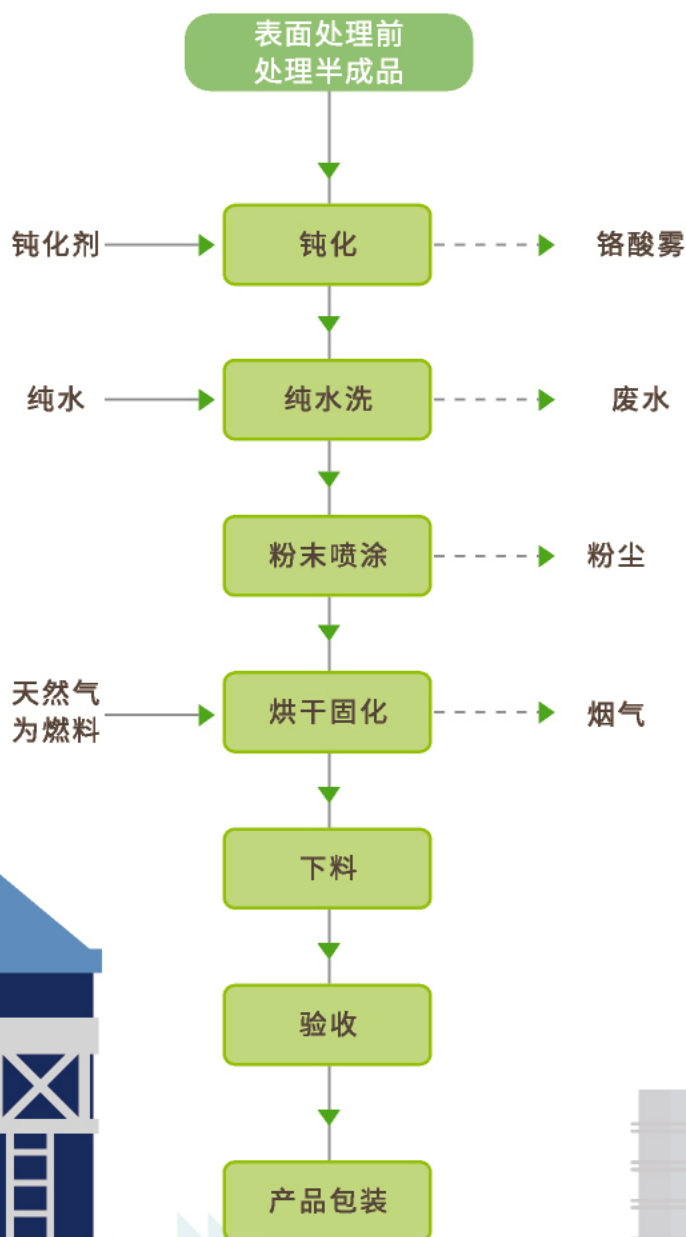 表面处理前
处理半成品
钝化剂
钝化
铬酸雾
纯水
纯水洗
废水
粉末喷涂
粉尘
天然气
为燃料
烘干固化
烟气
下料
验收
产品包装